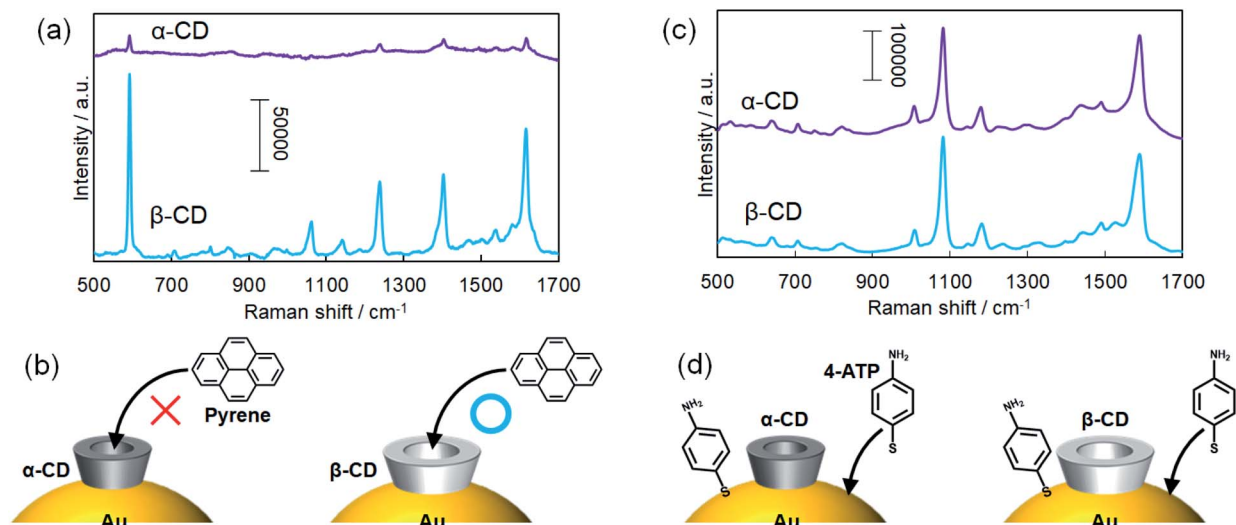 (a)
α-CD
β-CD
50000
Intensity / a.u.
500 700 900 1100 1300 1500 1700
Raman shift / cm-1
(c)
α-CD
β-CD
100000
Intensity / a.u.
500 700 900 1100 1300 1500 1700
Raman shift / cm-1
(b)
Pyrene
α-CD
Au
β-CD
Au
(d)
NH2
4-ATP
NH2
α-CD
S
S
Au
NH2
NH2
β-CD
S
S
Au